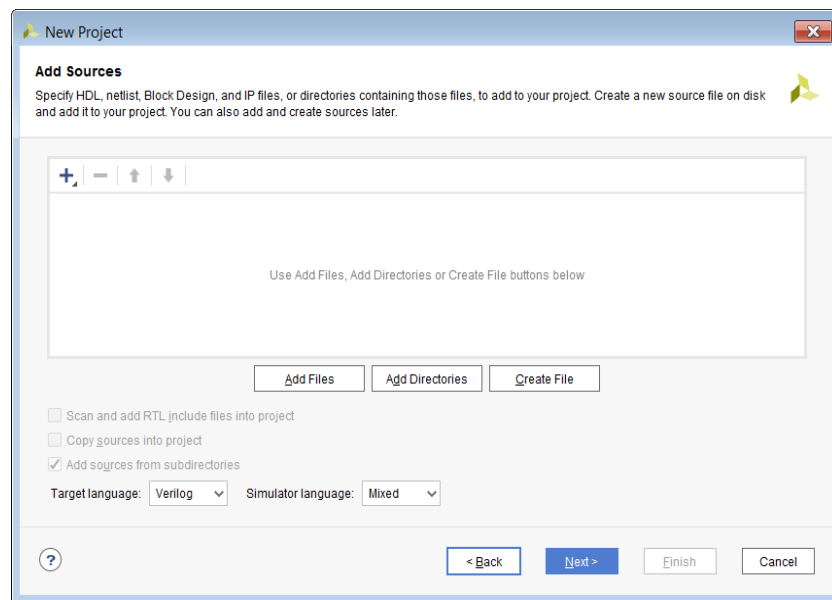 New Project
Add Sources
Specify HDL, netlist, Block Design, and IP files, or directories containing those files, to add to your project. Create a new source file on disk
and add it to your project. You can also add and create sources later.
Use Add Files, Add Directories or Create File buttons below
Add Files Add Directories Create File
Scan and add RTL include files into project
Copy sources into project
Add sources from subdirectories
Target language: Verilog Simulator language: Mixed
? < Back Next > Finish Cancel